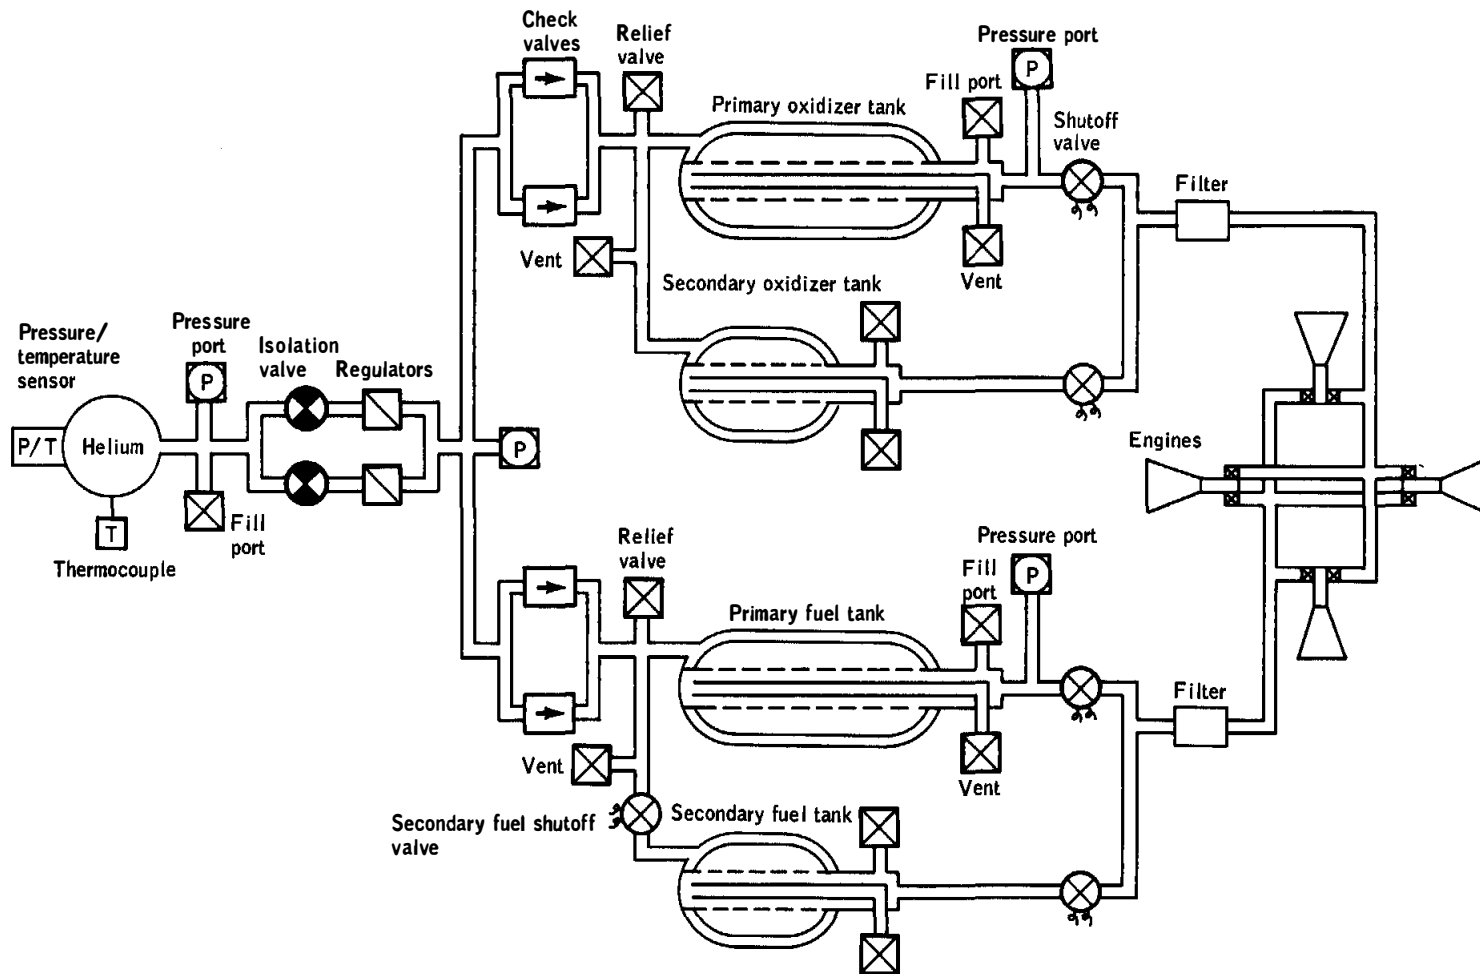 Check
valves
Relief
valve
Pressure port
P
Fill port
Primary oxidizer tank
Shutoff
valve
Filter
Vent
Vent
Secondary oxidizer tank
Pressure/
temperature
sensor
Pressure
port
P
Isolation
valve
Regulators
P/T
Helium
P
Engines
T
Fill
port
Thermocouple
Relief
valve
Pressure port
P
Fill
port
Primary fuel tank
Filter
Vent
Vent
Secondary fuel shutoff
valve
Secondary fuel tank